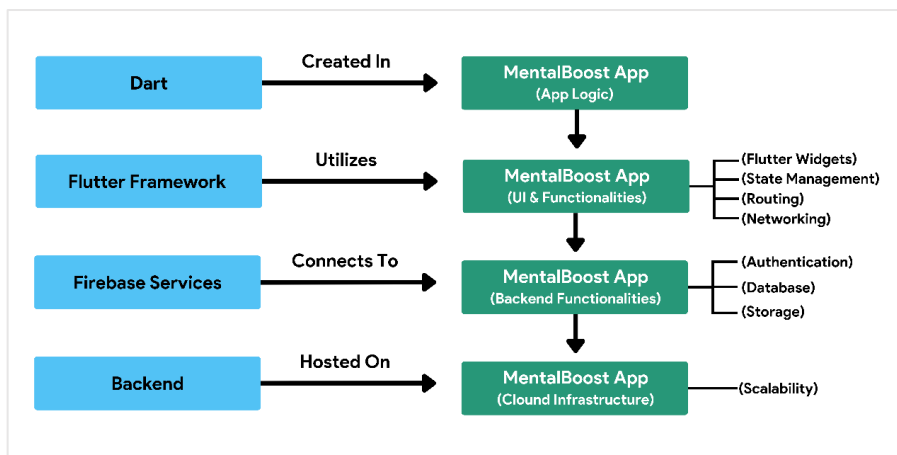 Dart
Created In
MentalBoost App
(App Logic)
Flutter Framework
Utilizes
MentalBoost App
(UI & Functionalities)
(Flutter Widgets)
(State Management)
(Routing)
(Networking)
Firebase Services
Connects To
MentalBoost App
(Backend Functionalities)
(Authentication)
(Database)
(Storage)
Backend
Hosted On
MentalBoost App
(Clound Infrastructure)
(Scalability)